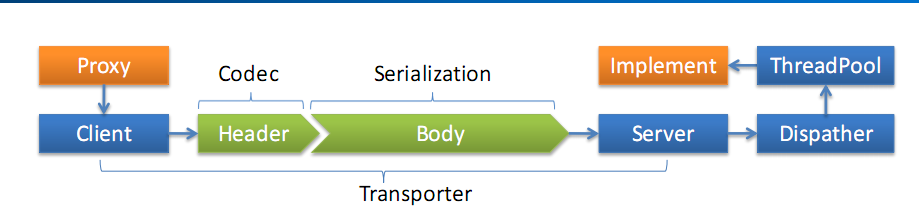 Proxy
Codec
Serialization
Implement
ThreadPool
Client
Header
Body
Server
Dispather
Transporter